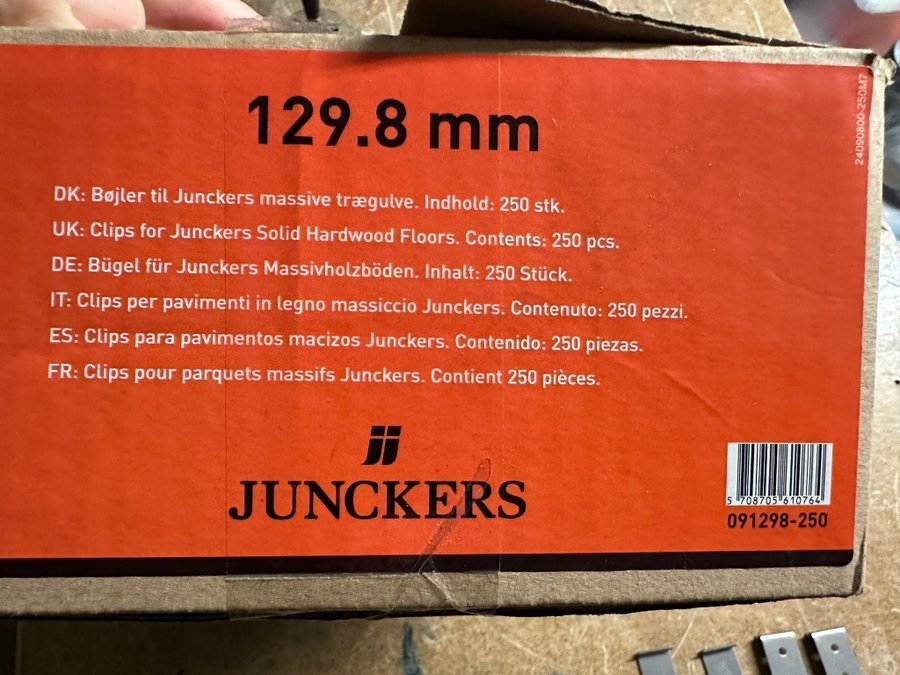 129.8 mm
DK: Bøjler til Junckers massive trægulve. Indhold: 250 stk.
UK: Clips for Junckers Solid Hardwood Floors. Contents: 250 pcs.
DE: Bügel für Junckers Massivholzböden. Inhalt: 250 Stück.
IT: Clips per pavimenti in legno massiccio Junckers. Contenuto: 250 pezzi.
ES: Clips para pavimentos macizos Junckers. Contenido: 250 piezas.
FR: Clips pour parquets massifs Junckers. Contient 250 pièces.
JUNCKERS
5 708705 610764
091298-250
24090800-250M7